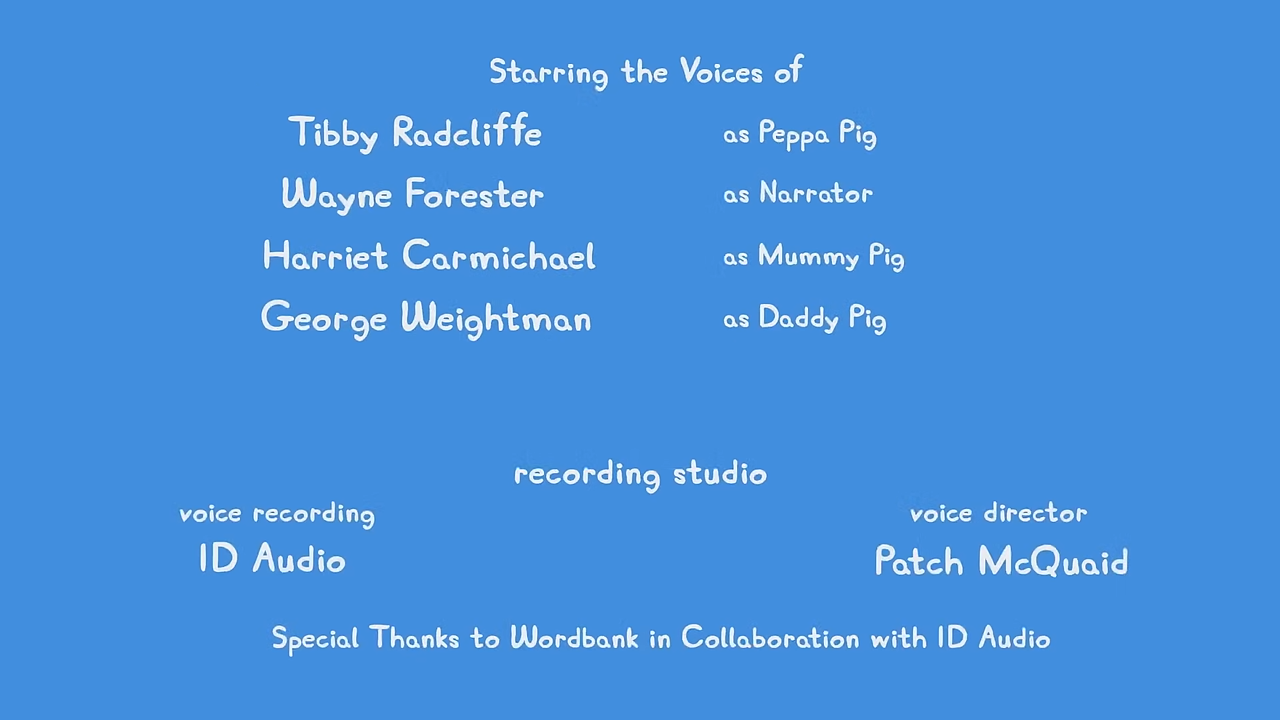 Starring the Voices of
Tibby Radcliffe as Peppa Pig
Wayne Forester as Narrator
Harriet Carmichael as Mummy Pig
George Weightman as Daddy Pig
recording studio
voice recording voice director
ID Audio Patch McQuaid
Special Thanks to Wordbank in Collaboration with ID Audio